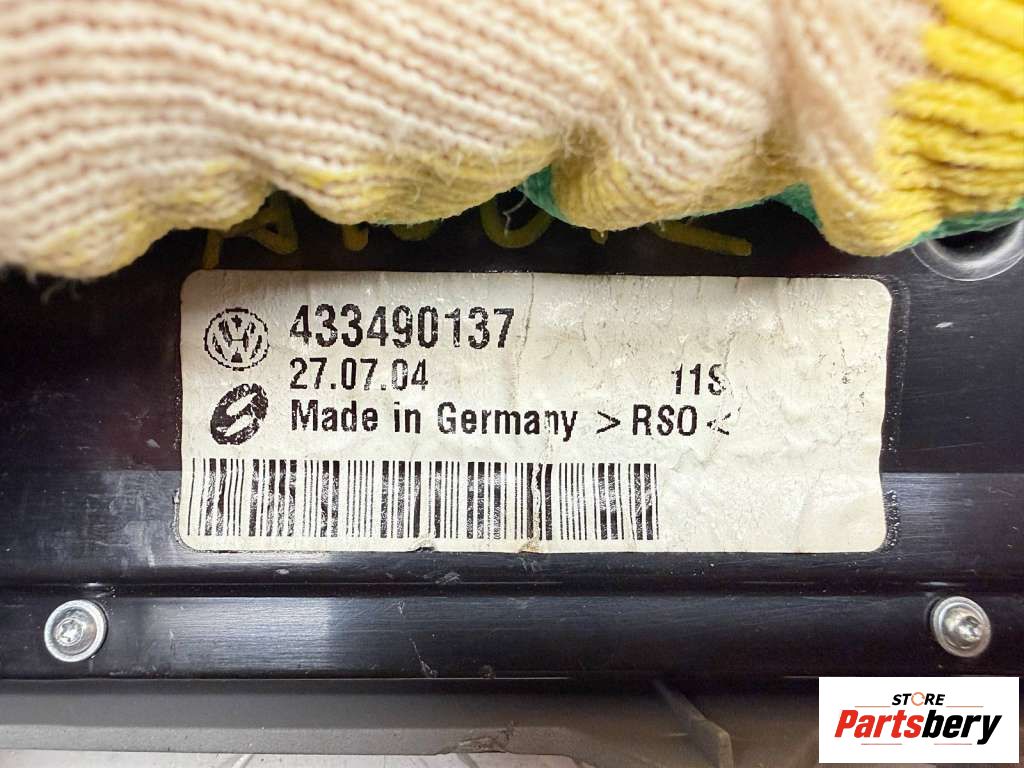 433490137
27.07.04
Made in Germany >RSO<
STORE
Partsbery